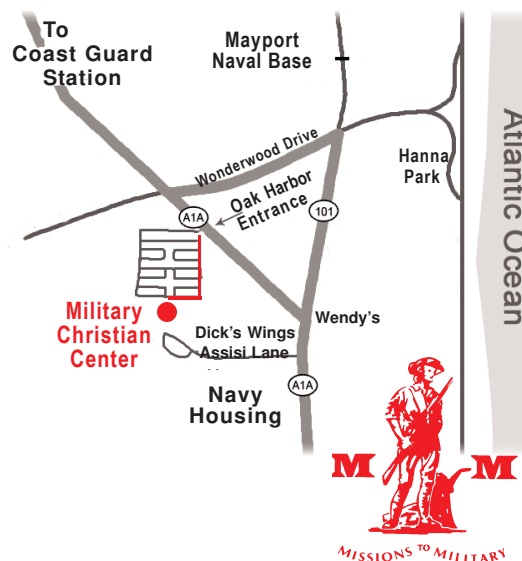 To
Coast Guard
Station
Mayport
Naval Base
Atlantic Ocean
Wonderwood Drive
Hanna
Park
Oak Harbor
Entrance
A1A
101
Military
Christian
Center
Wendy's
Dick's Wings
Assisi Lane
A1A
Navy
Housing
M M
MISSIONS TO MILITARY